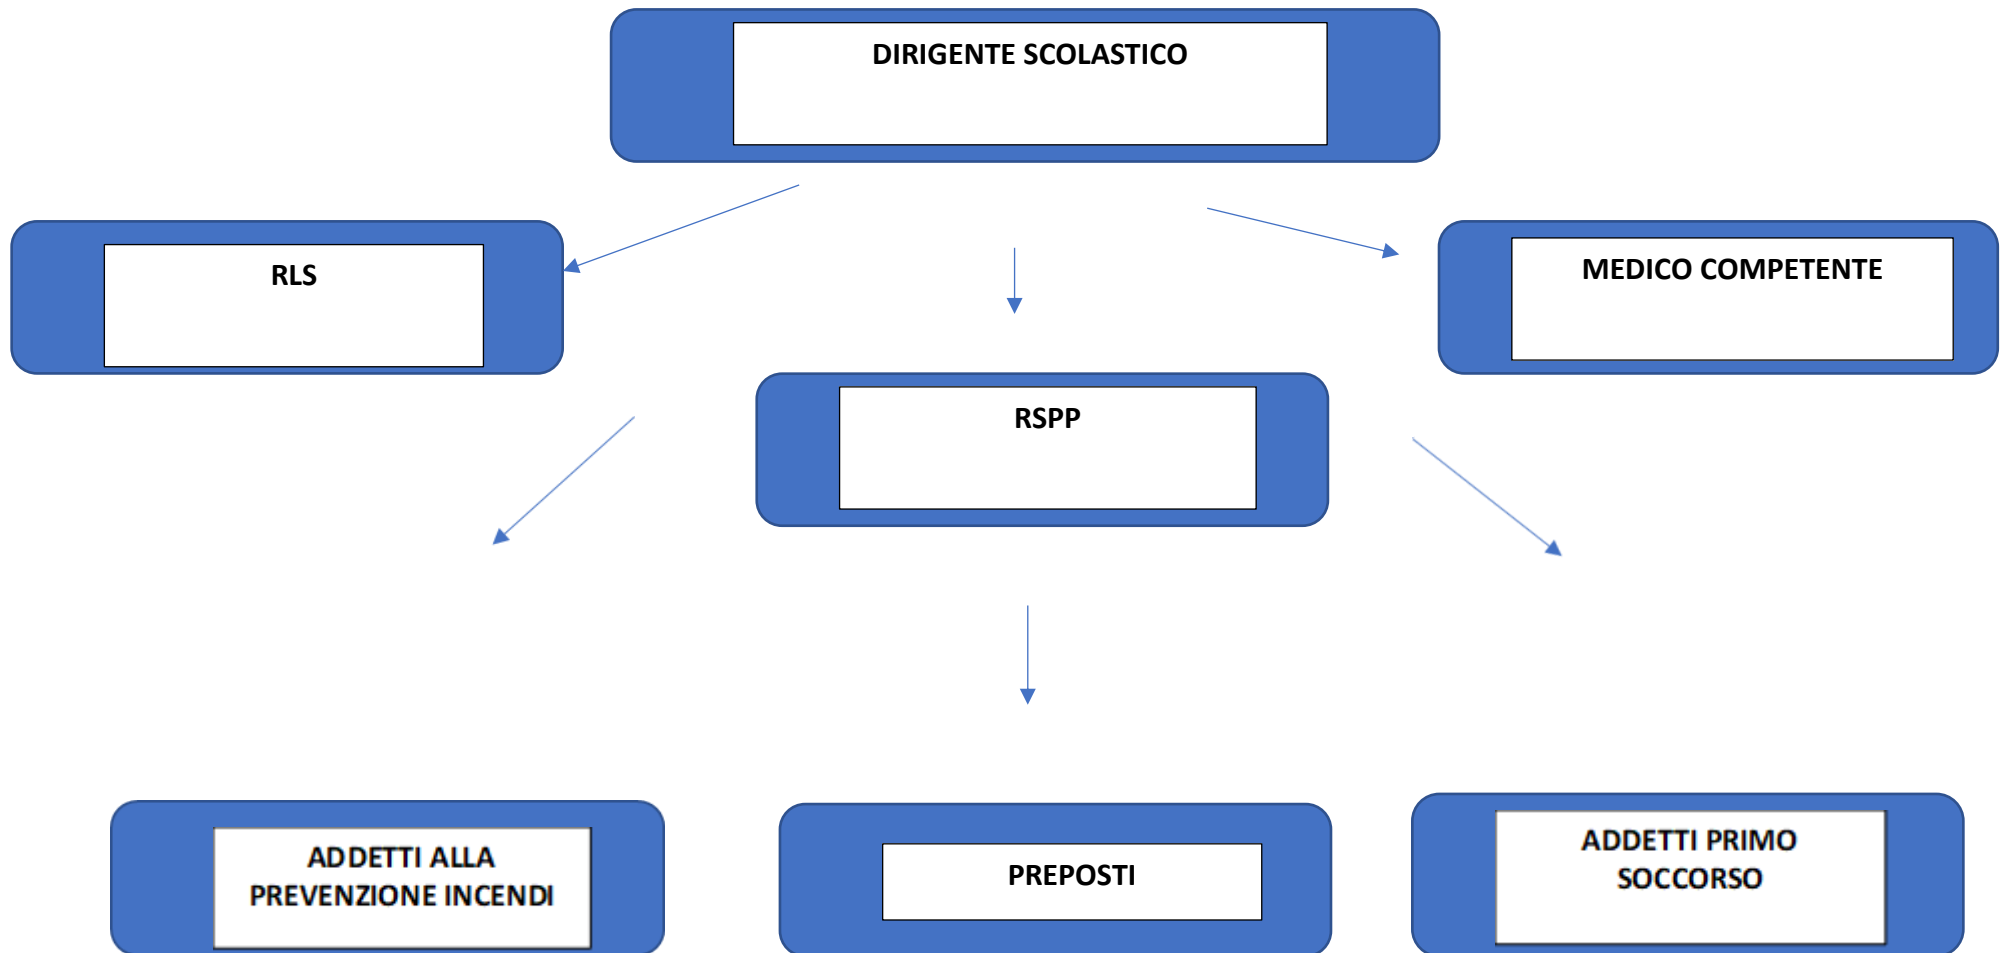 DIRIGENTE SCOLASTICO
RLS
MEDICO COMPETENTE
RSPP
ADDETTI ALLA
PREVENZIONE INCENDI
PREPOSTI
ADDETTI PRIMO
SOCCORSO